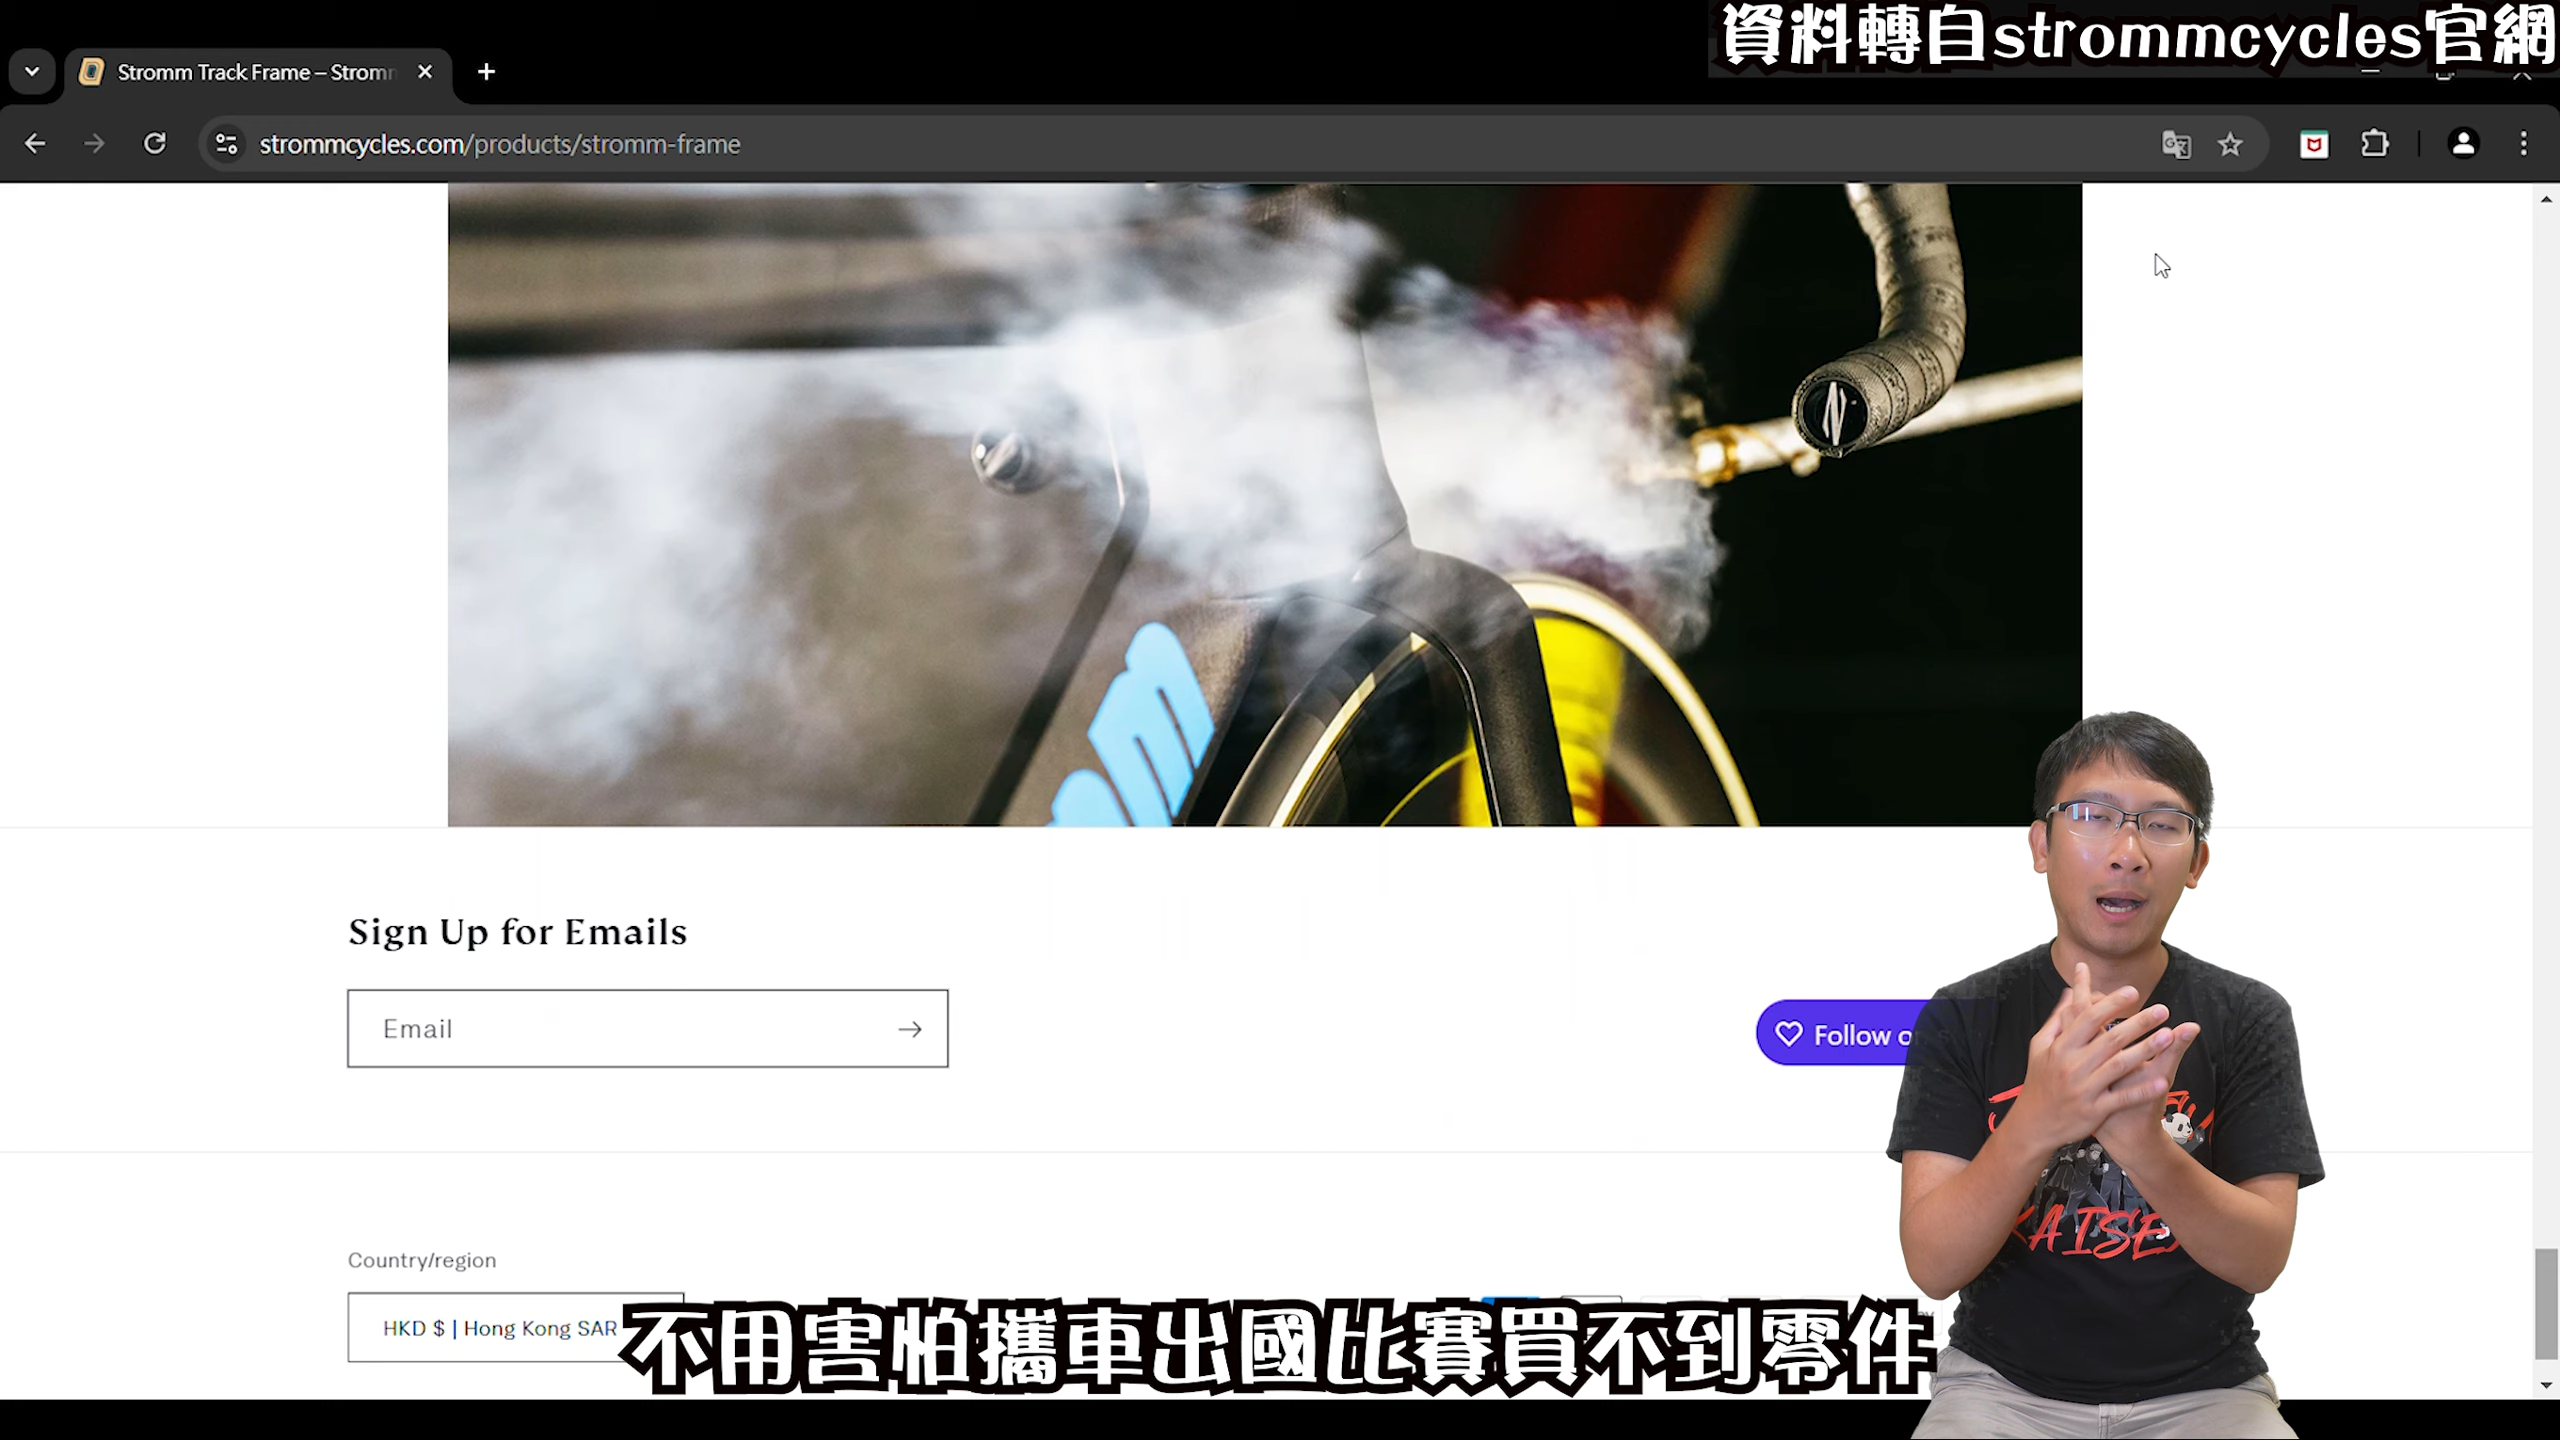 資料轉自strommcycles官網
Stromm Track Frame – Strom
strommcycles.com/products/stromm-frame
m
Sign Up for Emails
Email
Follow o
Country/region
HKD $ | Hong Kong SAR
KAISE
不用害怕攜車出國比賽買不到零件